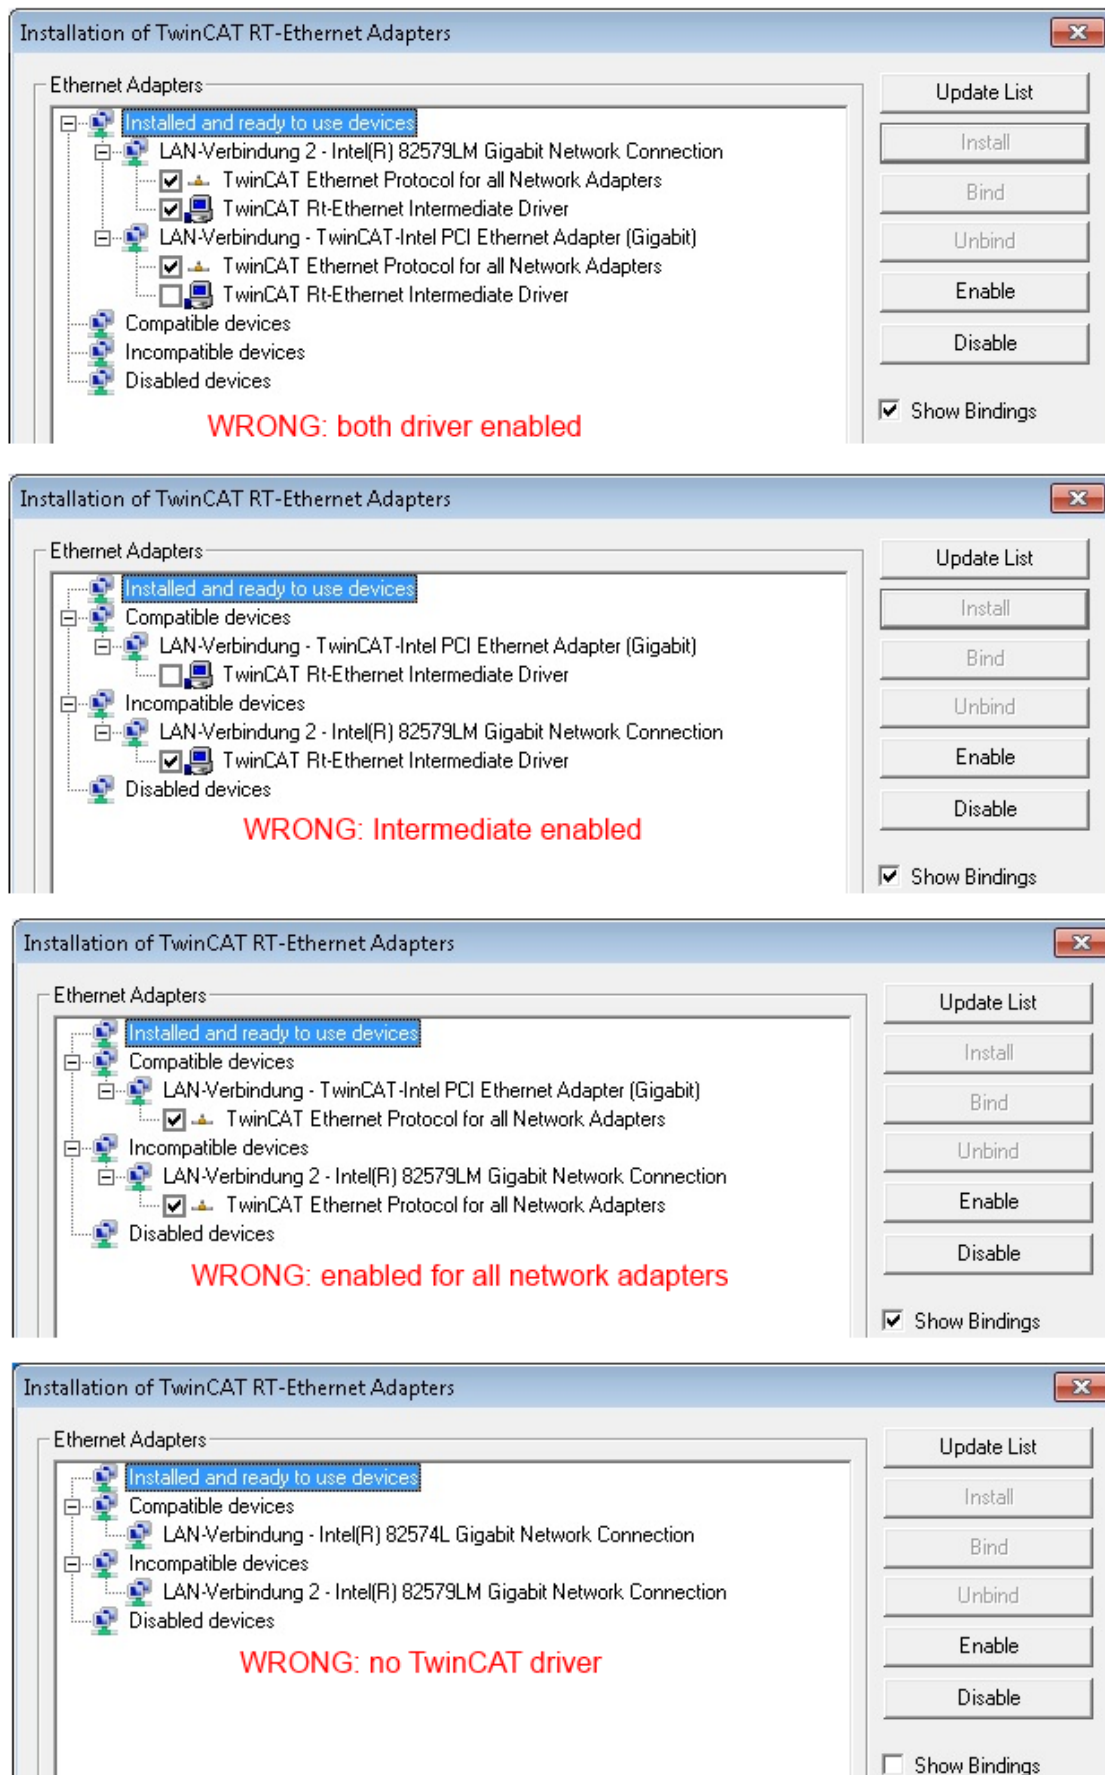 Installation of TwinCAT RT-Ethernet Adapters
Ethernet Adapters
Update List
Installed and ready to use devices
Install
LAN-Verbindung 2 - Intel(R) 82579LM Gigabit Network Connection
TwinCAT Ethernet Protocol for all Network Adapters
Bind
TwinCAT Rt-Ethernet Intermediate Driver
LAN-Verbindung - TwinCAT-Intel PCI Ethernet Adapter (Gigabit)
Unbind
TwinCAT Ethernet Protocol for all Network Adapters
TwinCAT Rt-Ethernet Intermediate Driver
Enable
Compatible devices
Incompatible devices
Disable
Disabled devices
Show Bindings
WRONG: both driver enabled
Installation of TwinCAT RT-Ethernet Adapters
Ethernet Adapters
Update List
Installed and ready to use devices
Install
Compatible devices
LAN-Verbindung - TwinCAT-Intel PCI Ethernet Adapter (Gigabit)
Bind
TwinCAT Rt-Ethernet Intermediate Driver
Incompatible devices
Unbind
LAN-Verbindung 2 - Intel(R) 82579LM Gigabit Network Connection
TwinCAT Rt-Ethernet Intermediate Driver
Enable
Disabled devices
Disable
WRONG: Intermediate enabled
Show Bindings
Installation of TwinCAT RT-Ethernet Adapters
Ethernet Adapters
Update List
Installed and ready to use devices
Install
Compatible devices
LAN-Verbindung - TwinCAT-Intel PCI Ethernet Adapter (Gigabit)
Bind
TwinCAT Ethernet Protocol for all Network Adapters
Incompatible devices
Unbind
LAN-Verbindung 2 - Intel(R) 82579LM Gigabit Network Connection
TwinCAT Ethernet Protocol for all Network Adapters
Enable
Disabled devices
Disable
WRONG: enabled for all network adapters
Show Bindings
Installation of TwinCAT RT-Ethernet Adapters
Ethernet Adapters
Update List
Installed and ready to use devices
Install
Compatible devices
LAN-Verbindung - Intel(R) 82574L Gigabit Network Connection
Bind
Incompatible devices
LAN-Verbindung 2 - Intel(R) 82579LM Gigabit Network Connection
Unbind
Disabled devices
Enable
WRONG: no TwinCAT driver
Disable
Show Bindings